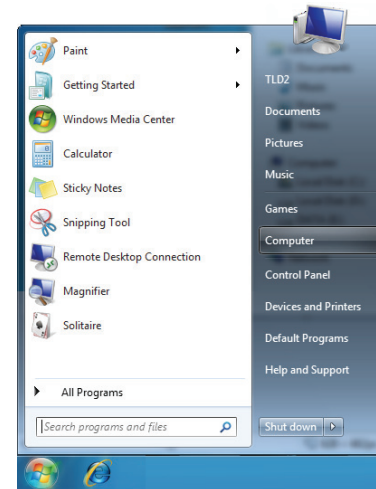 Paint
Getting Started
Windows Media Center
Calculator
Sticky Notes
Snipping Tool
Remote Desktop Connection
Magnifier
Solitaire
All Programs
Search programs and files
TLD2
Documents
Pictures
Music
Games
Computer
Control Panel
Devices and Printers
Default Programs
Help and Support
Shut down